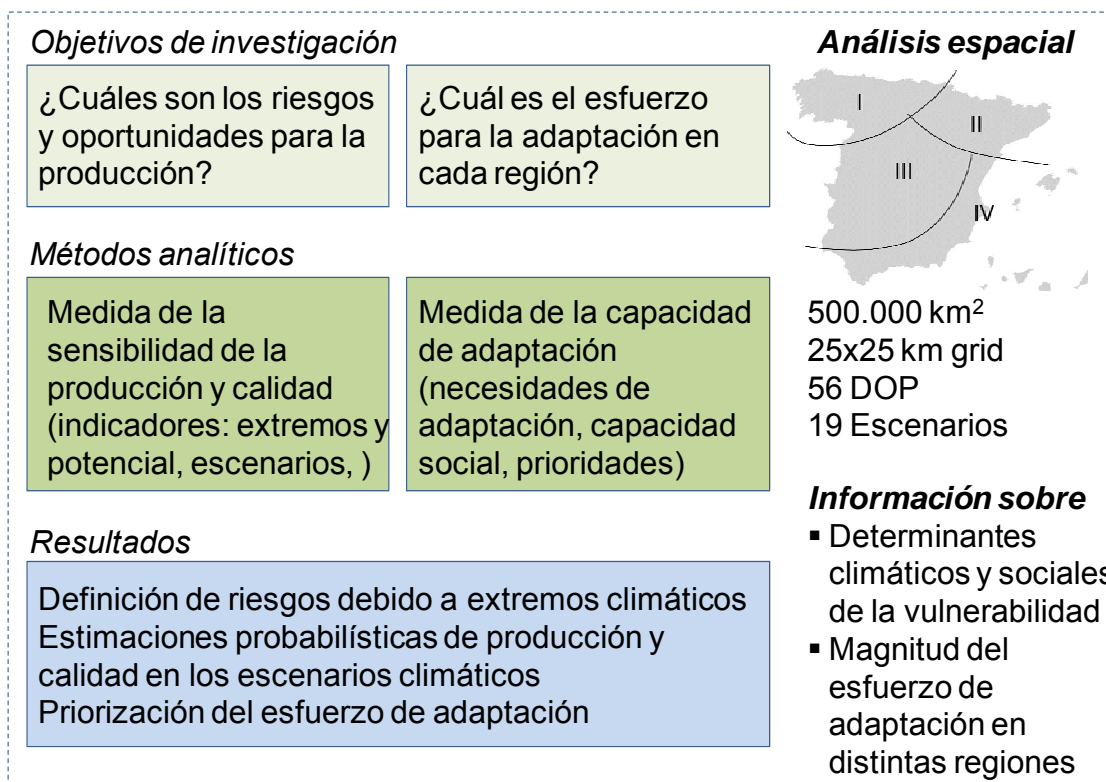 Objetivos de investigación
¿Cuáles son los riesgos
y oportunidades para la
producción?
¿Cuál es el esfuerzo
para la adaptación en
cada región?
Métodos analíticos
Medida de la
sensibilidad de la
producción y calidad
(indicadores: extremos y
potencial, escenarios, )
Medida de la capacidad
de adaptación
(necesidades de
adaptación, capacidad
social, prioridades)
Resultados
Definición de riesgos debido a extremos climáticos
Estimaciones probabilísticas de producción y
calidad en los escenarios climáticos
Priorización del esfuerzo de adaptación
Análisis espacial
I
II
III
IV
500.000 km²
25x25 km grid
56 DOP
19 Escenarios
Información sobre
▪ Determinantes
climáticos y sociales
de la vulnerabilidad
▪ Magnitud del
esfuerzo de
adaptación en
distintas regiones